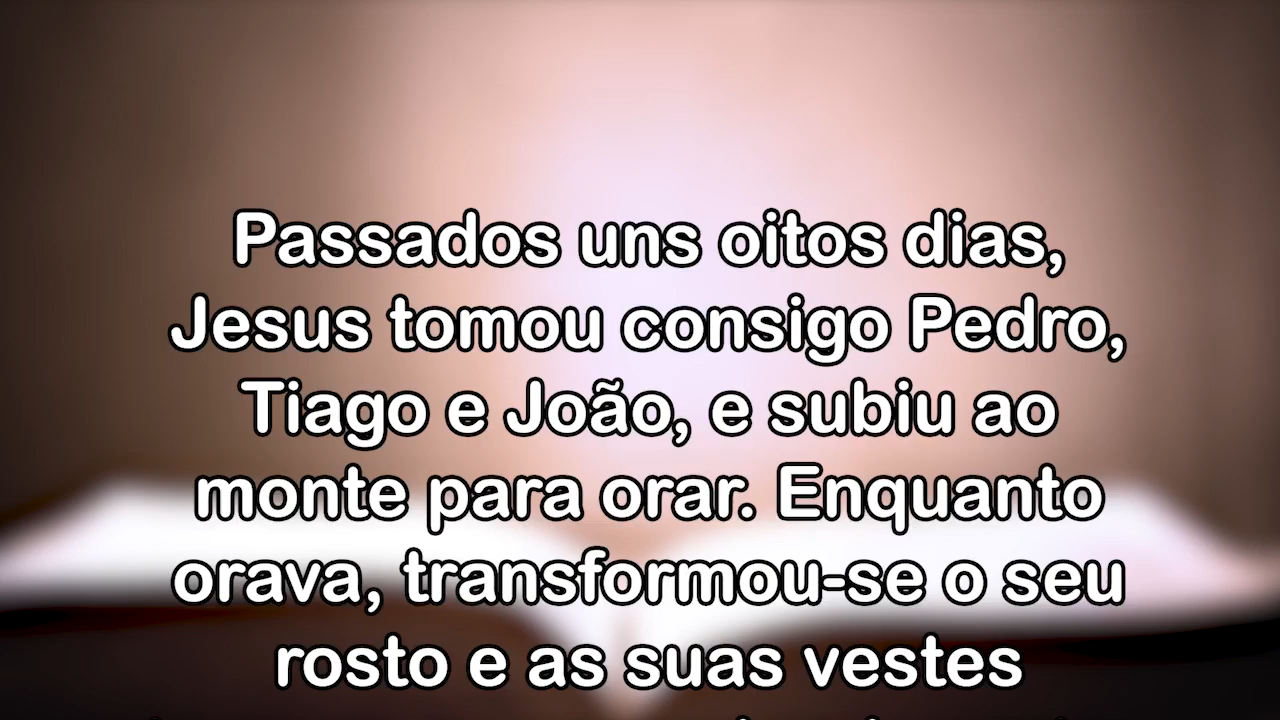 Passados uns oitos dias,
Jesus tomou consigo Pedro,
Tiago e João, e subiu ao
monte para orar. Enquanto
orava, transformou-se o seu
rosto e as suas vestes